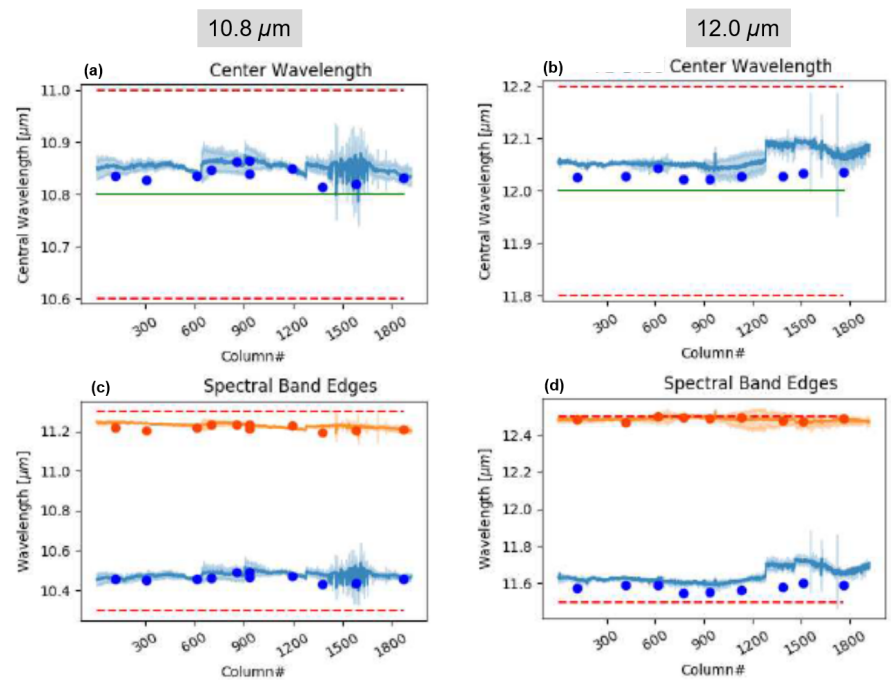 10.8 µm
12.0 µm
(a)
Center Wavelength
Central Wavelength [µm]
11.0
10.9
10.8
10.7
10.6
300
600
900
1200
1500
1800
Column#
(b)
Center Wavelength
Central Wavelength [µm]
12.2
12.1
12.0
11.9
11.8
300
600
900
1200
1500
1800
Column#
(c)
Spectral Band Edges
Wavelength [µm]
11.2
11.0
10.8
10.6
10.4
300
600
900
1200
1500
1800
Column#
(d)
Spectral Band Edges
Wavelength [µm]
12.4
12.2
12.0
11.8
11.6
300
600
900
1200
1500
1800
Column#